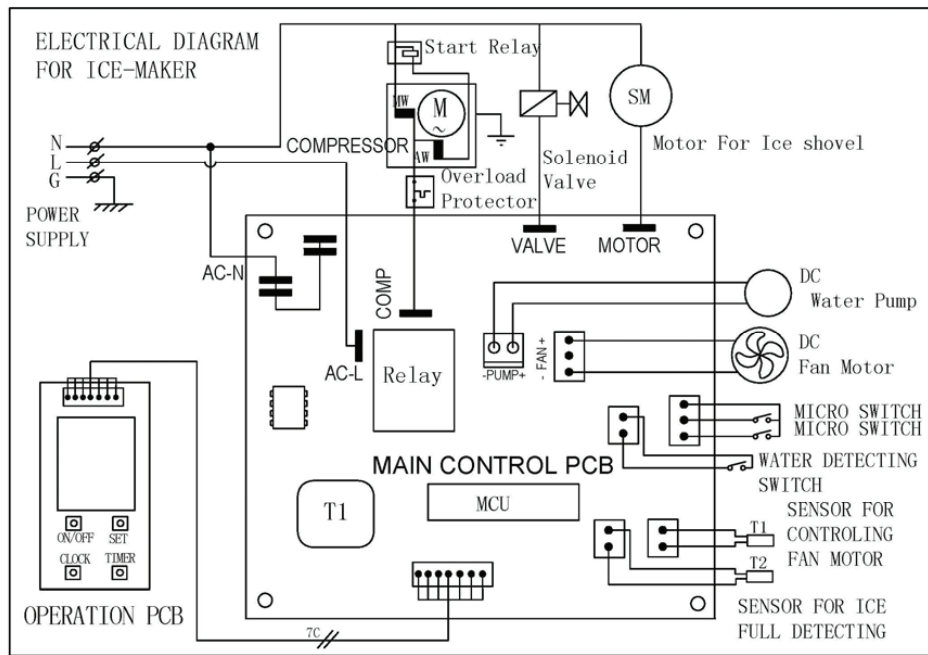 ELECTRICAL DIAGRAM
FOR ICE-MAKER
Start Relay
N
L
G
POWER
SUPPLY
COMPRESSOR
MW
M
~
AW
Overload
Protector
Solenoid
Valve
SM
Motor For Ice shovel
VALVE
MOTOR
AC-N
COMP
AC-L
Relay
-PUMP+
- FAN +
DC
Water Pump
DC
Fan Motor
MICRO SWITCH
MICRO SWITCH
WATER DETECTING
SWITCH
MAIN CONTROL PCB
T1
MCU
SENSOR FOR
CONTROLING
FAN MOTOR
T1
T2
SENSOR FOR ICE
FULL DETECTING
ON/OFF
SET
CLOCK
TIMER
OPERATION PCB
7C